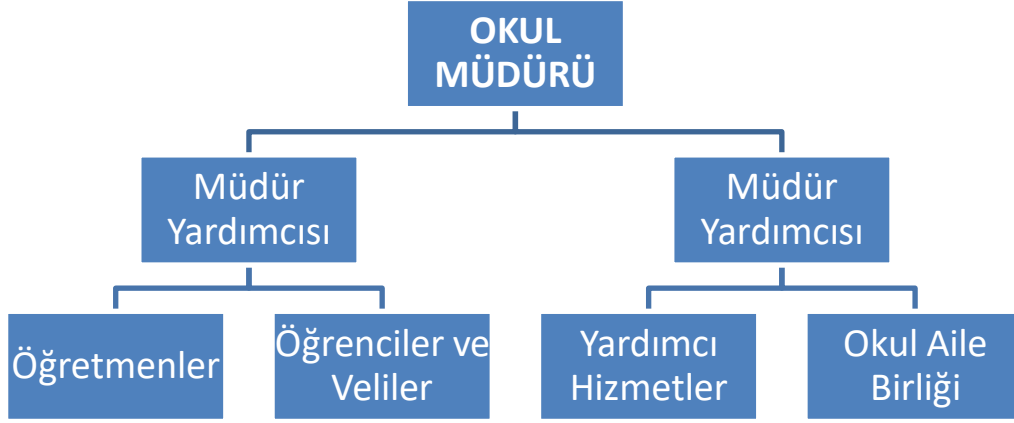 OKUL
MÜDÜRÜ
Müdür
Yardımcısı
Müdür
Yardımcısı
Öğretmenler
Öğrenciler ve
Veliler
Yardımcı
Hizmetler
Okul Aile
Birliği